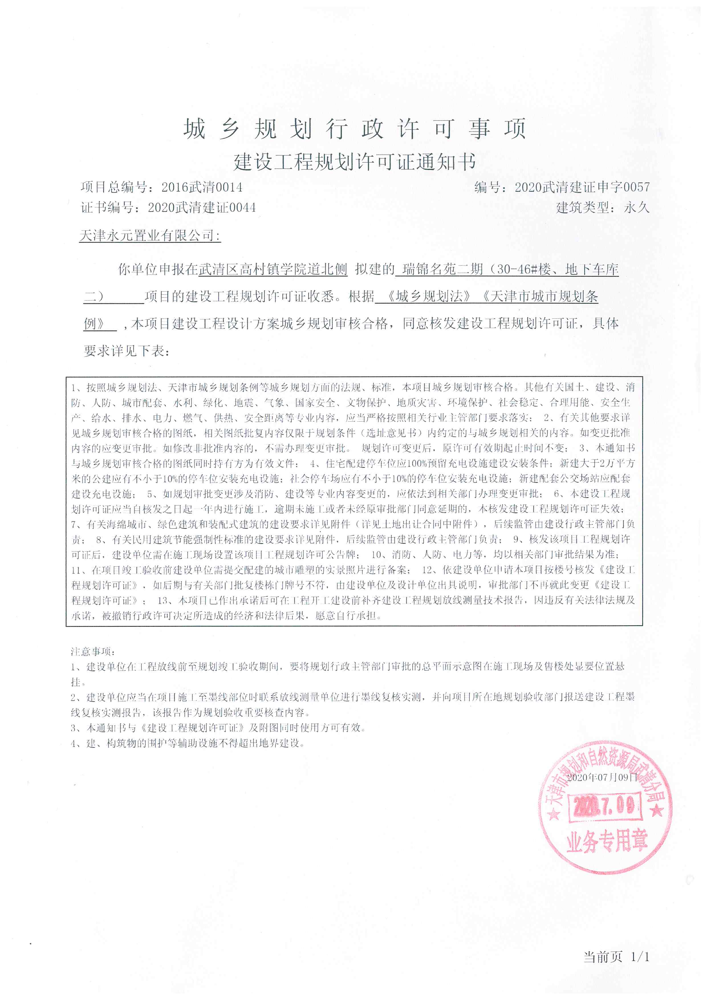 城乡规划行政许可事项
建设工程规划许可证通知书
项目总编号：2016武清0014
编号：2020武清建证申字0057
证书编号：2020武清建证0044
建筑类型：永久
天津永元置业有限公司:
你单位申报在武清区高村镇学院道北侧 拟建的 瑞锦名苑二期（30-46#楼、地下车库
二） 项目的建设工程规划许可证收悉。根据 《城乡规划法》《天津市城市规划条
例》 ,本项目建设工程设计方案城乡规划审核合格，同意核发建设工程规划许可证，具体
要求详见下表：
1、按照城乡规划法、天津市城乡规划条例等城乡规划方面的法规、标准，本项目城乡规划审核合格。其他有关国土、建设、消
防、人防、城市配套、水利、绿化、地震、气象、国家安全、文物保护、地质灾害、环境保护、社会稳定、合理用能、安全生
产、给水、排水、电力、燃气、供热、安全距离等专业内容，应当严格按照相关行业主管部门要求落实； 2、有关其他要求详
见城乡规划审核合格的图纸，相关图纸批复内容仅限于规划条件（选址意见书）内约定的与城乡规划相关的内容。如变更批准
内容的应变更审批。如修改非批准内容的，不需办理变更审批。 规划许可变更后，原许可有效期起止时间不变； 3、本通知书
与城乡规划审核合格的图纸同时持有方为有效文件； 4、住宅配建停车位应100%预留充电设施建设安装条件；新建大于2万平方
米的公建应有不小于10%的停车位安装充电设施；社会停车场应有不小于10%的停车位安装充电设施；新建配套公交场站应配套
建设充电设施； 5、如规划审批变更涉及消防、建设等专业内容变更的，应依法到相关部门办理变更审批； 6、本建设工程规
划许可证应当自核发之日起一年内进行施工，逾期未施工或者未经原审批部门同意延期的，本核发建设工程规划许可证失效；
7、有关海绵城市、绿色建筑和装配式建筑的建设要求详见附件（详见土地出让合同中附件），后续监管由建设行政主管部门负
责； 8、有关民用建筑节能强制性标准的建设要求详见附件，后续监管由建设行政主管部门负责； 9、核发该项目工程规划许
可证后，建设单位需在施工现场设置该项目工程规划许可公告牌； 10、消防、人防、电力等，均以相关部门审批结果为准；
11、在项目竣工验收前建设单位需提交配建的城市雕塑的实景照片进行备案； 12、依建设单位申请本项目按楼号核发《建设工
程规划许可证》，如后期与有关部门批复楼栋门牌号不符，由建设单位及设计单位出具说明，审批部门不再就此变更《建设工
程规划许可证》； 13、本项目已作出承诺后可在工程开工建设前补齐建设工程规划放线测量技术报告，因违反有关法律法规及
承诺，被撤销行政许可决定所造成的经济和法律后果，愿意自行承担。
注意事项：
1、建设单位在工程放线前至规划竣工验收期间，要将规划行政主管部门审批的总平面示意图在施工现场及售楼处显要位置悬
挂。
2、建设单位应当在项目施工至墨线部位时联系放线测量单位进行墨线复核实测，并向项目所在地规划验收部门报送建设工程墨
线复核实测报告，该报告作为规划验收重要核查内容。
3、本通知书与《建设工程规划许可证》及附图同时使用方可有效。
4、建、构筑物的围护等辅助设施不得超出地界建设。
天津市规划和自然资源局武清分局
2020年07月09日
2020.7.09
业务专用章
当前页 1/1